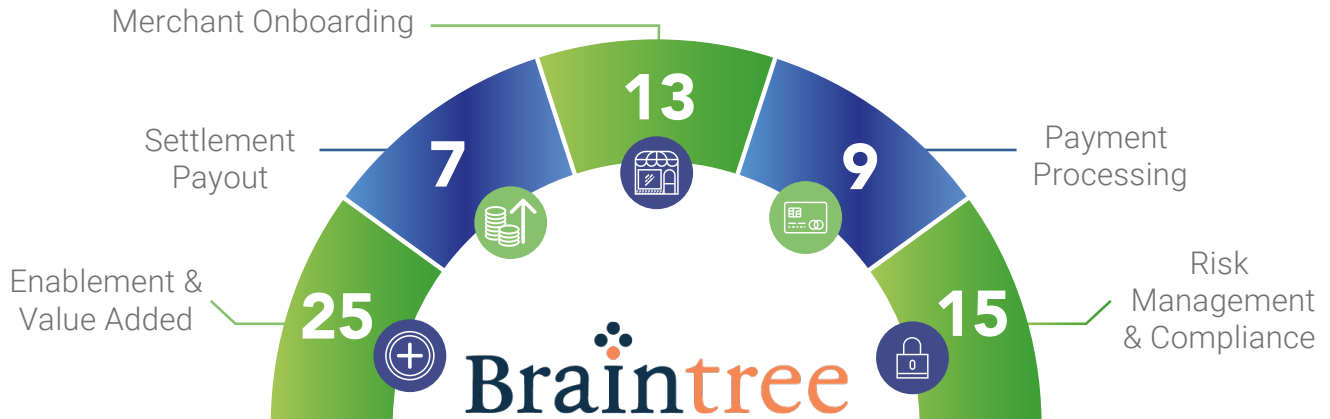 Merchant Onboarding
13
Settlement
Payout
7
9
Payment
Processing
Enablement &
Value Added
25
15
Risk
Management
& Compliance
0
Braintree